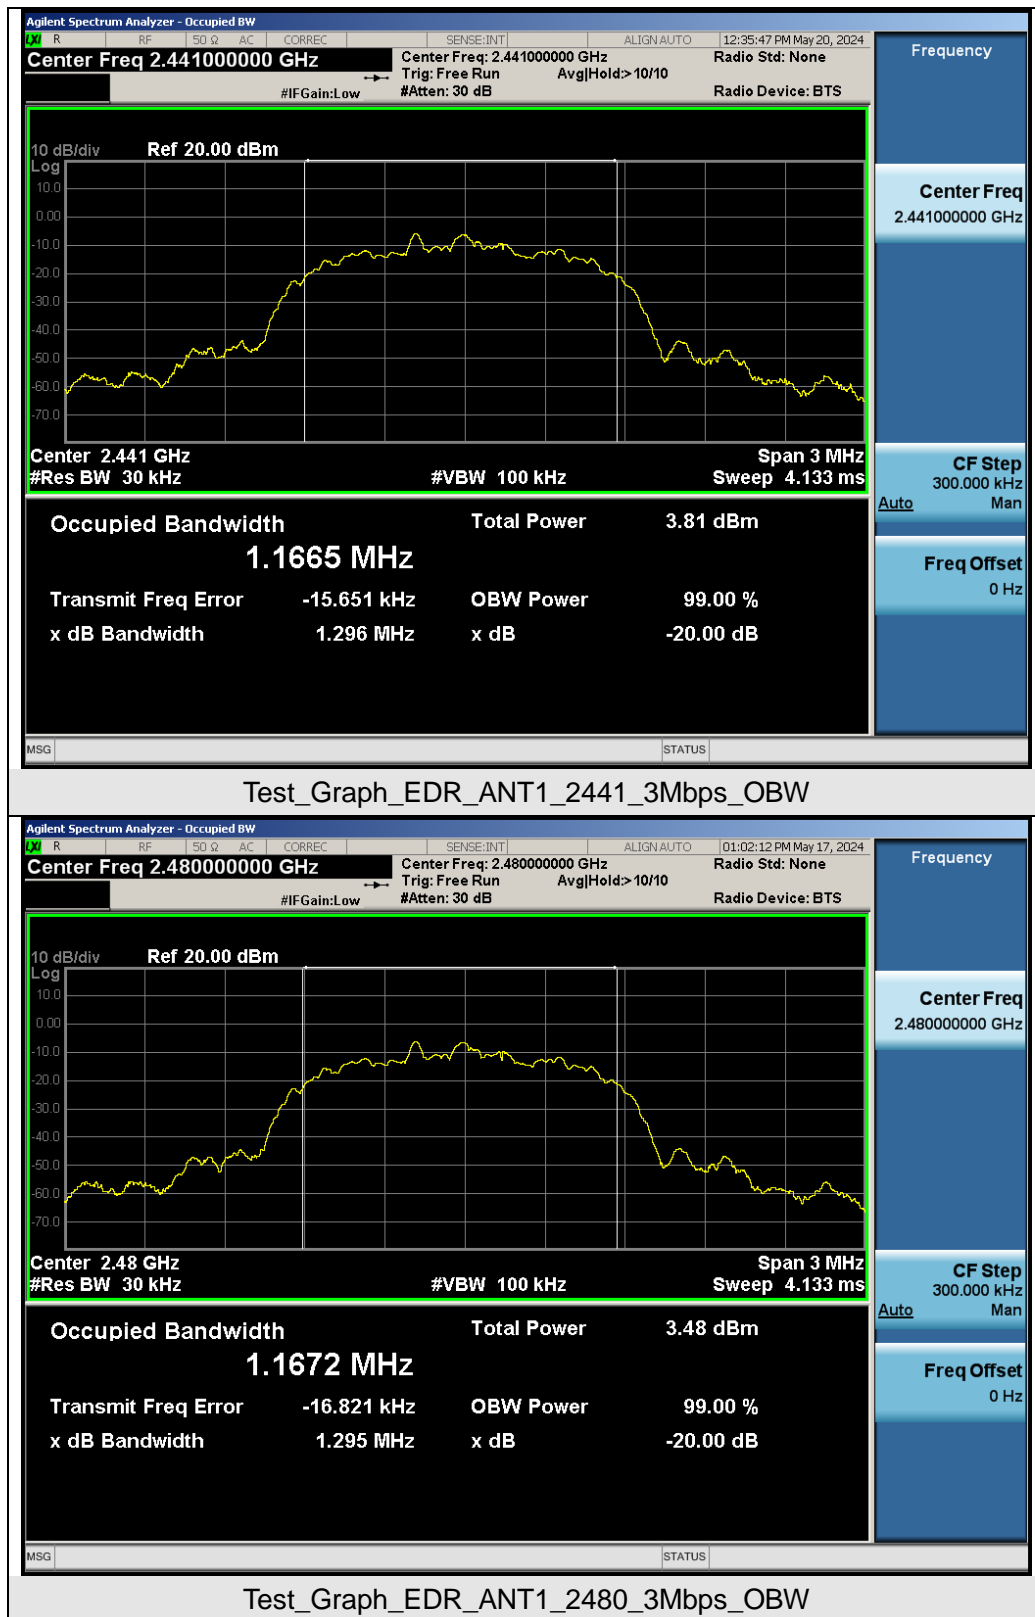 Agilent Spectrum Analyzer - Occupied BW
LXI R RF 50 Ω AC CORREC SENSE:INT ALIGN AUTO 12:35:47 PM May 20, 2024
Center Freq 2.441000000 GHz
Center Freq: 2.441000000 GHz
Radio Std: None
Trig: Free Run Avg|Hold:> 10/10
#IFGain:Low #Atten: 30 dB Radio Device: BTS
Frequency
10 dB/div Ref 20.00 dBm
Log
10.0
0.00
-10.0
-20.0
-30.0
-40.0
-50.0
-60.0
-70.0
Center 2.441 GHz Span 3 MHz
#Res BW 30 kHz #VBW 100 kHz Sweep 4.133 ms
Center Freq
2.441000000 GHz
CF Step
300.000 kHz
Auto Man
Freq Offset
0 Hz
Occupied Bandwidth Total Power 3.81 dBm
1.1665 MHz
Transmit Freq Error -15.651 kHz OBW Power 99.00 %
x dB Bandwidth 1.296 MHz x dB -20.00 dB
MSG STATUS
Test_Graph_EDR_ANT1_2441_3Mbps_OBW
Agilent Spectrum Analyzer - Occupied BW
LXI R RF 50 Ω AC CORREC SENSE:INT ALIGN AUTO 01:02:12 PM May 17, 2024
Center Freq 2.480000000 GHz
Center Freq: 2.480000000 GHz
Radio Std: None
Trig: Free Run Avg|Hold:> 10/10
#IFGain:Low #Atten: 30 dB Radio Device: BTS
Frequency
10 dB/div Ref 20.00 dBm
Log
10.0
0.00
-10.0
-20.0
-30.0
-40.0
-50.0
-60.0
-70.0
Center 2.48 GHz Span 3 MHz
#Res BW 30 kHz #VBW 100 kHz Sweep 4.133 ms
Center Freq
2.480000000 GHz
CF Step
300.000 kHz
Auto Man
Freq Offset
0 Hz
Occupied Bandwidth Total Power 3.48 dBm
1.1672 MHz
Transmit Freq Error -16.821 kHz OBW Power 99.00 %
x dB Bandwidth 1.295 MHz x dB -20.00 dB
MSG STATUS
Test_Graph_EDR_ANT1_2480_3Mbps_OBW